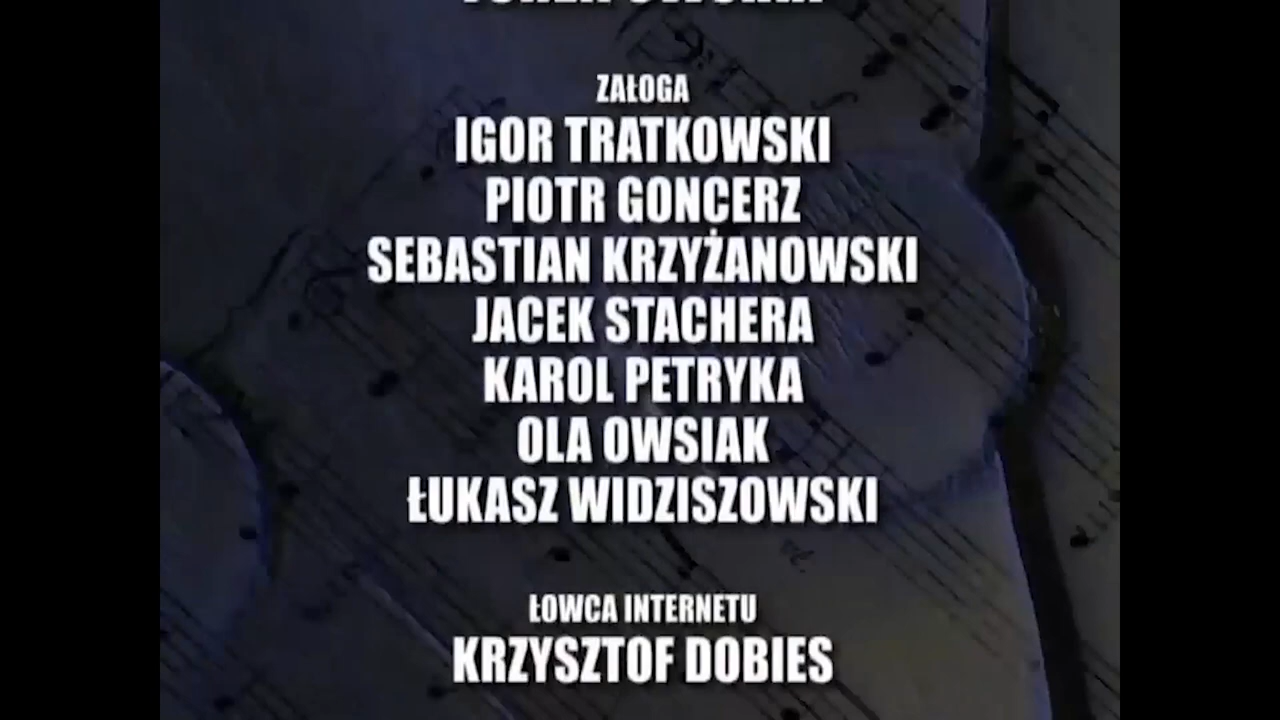 ZAŁOGA
IGOR TRATKOWSKI
PIOTR GONCERZ
SEBASTIAN KRZYŻANOWSKI
JACEK STACHERA
KAROL PETRYKA
OLA OWSIAK
ŁUKASZ WIDZISZOWSKI
ŁOWCA INTERNETU
KRZYSZTOF DOBIES